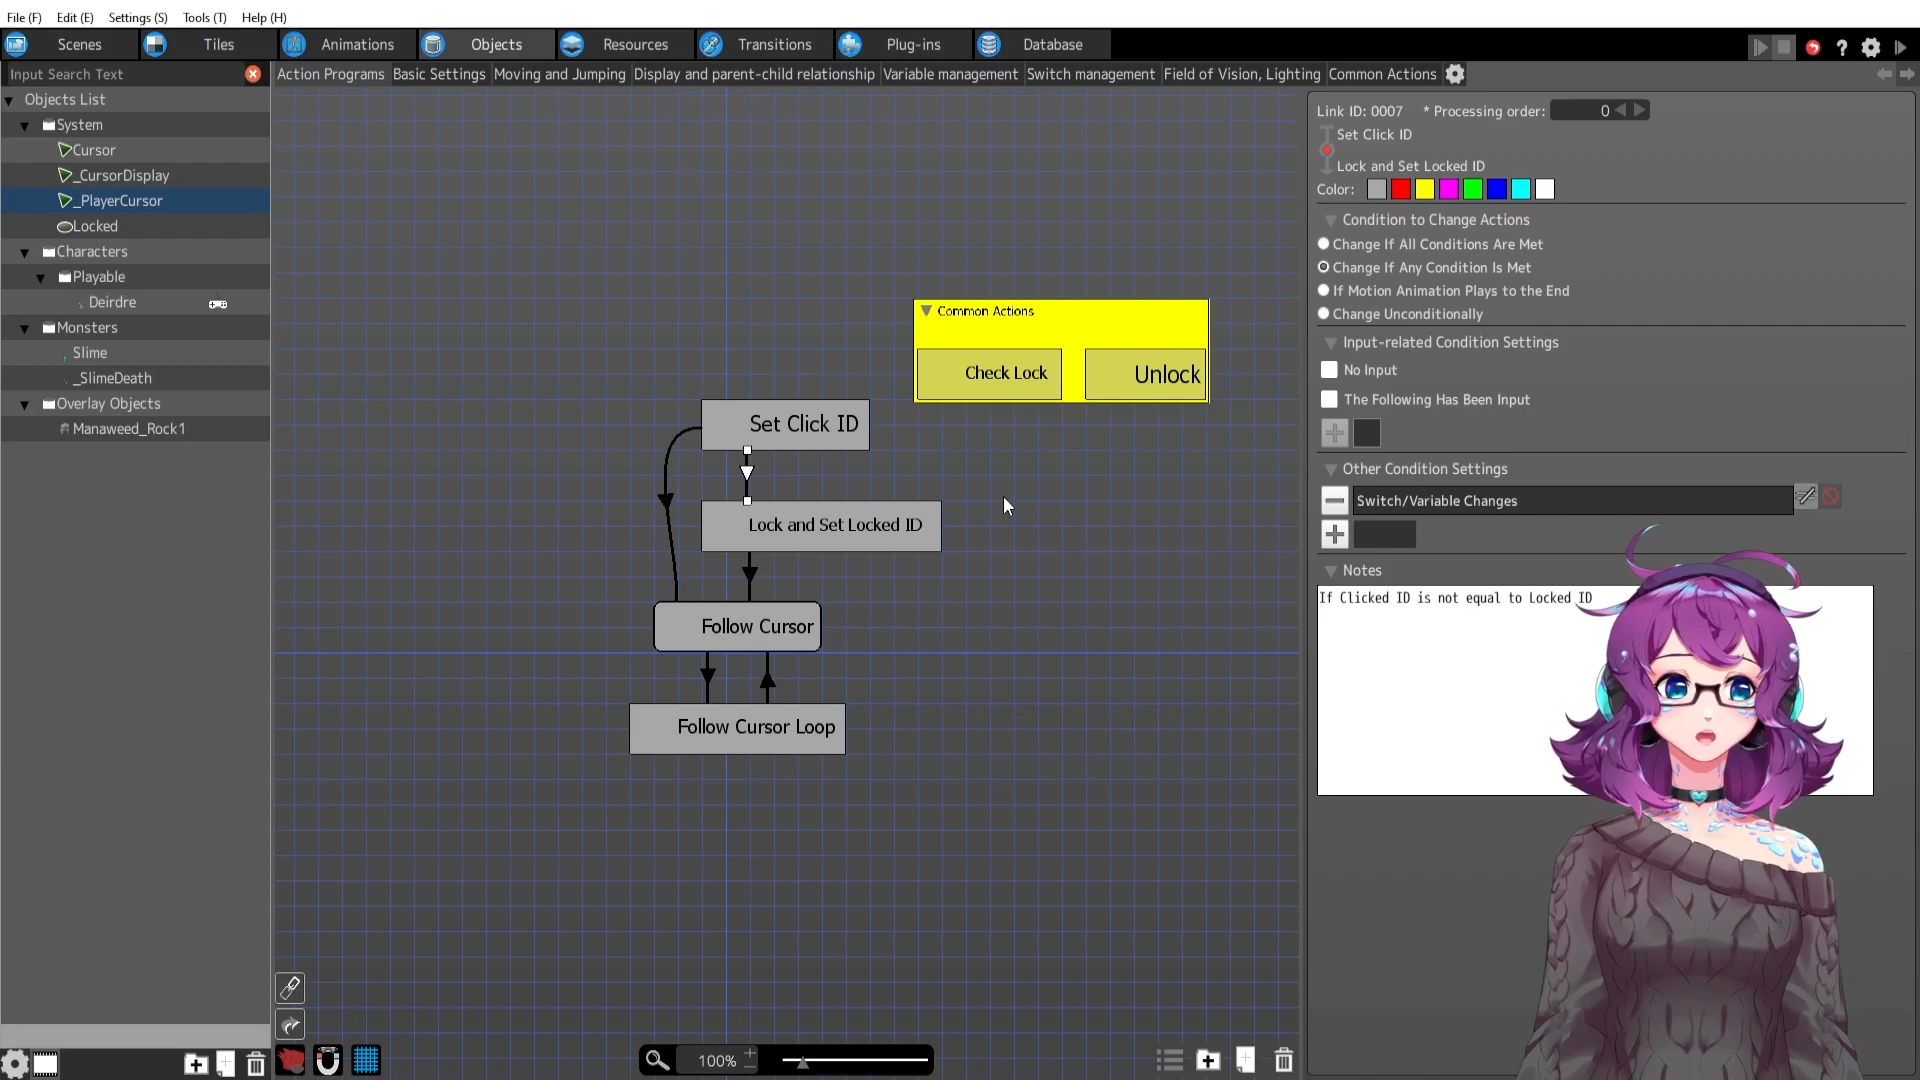 File (F) Edit (E) Settings (S) Tools (T) Help (H)
Scenes Tiles Animations Objects Resources Transitions Plug-ins Database
Input Search Text
Action Programs Basic Settings Moving and Jumping Display and parent-child relationship Variable management Switch management Field of Vision, Lighting Common Actions
Objects List
System
Cursor
_CursorDisplay
_PlayerCursor
Locked
Characters
Playable
Deirdre
Monsters
Slime
_SlimeDeath
Overlay Objects
Manaweed_Rock1
Common Actions
Check Lock
Unlock
Set Click ID
Lock and Set Locked ID
Follow Cursor
Follow Cursor Loop
100%
Link ID: 0007 * Processing order: 0
Set Click ID
Lock and Set Locked ID
Color:
Condition to Change Actions
Change If All Conditions Are Met
Change If Any Condition Is Met
If Motion Animation Plays to the End
Change Unconditionally
Input-related Condition Settings
No Input
The Following Has Been Input
Other Condition Settings
Switch/Variable Changes
Notes
If Clicked ID is not equal to Locked ID